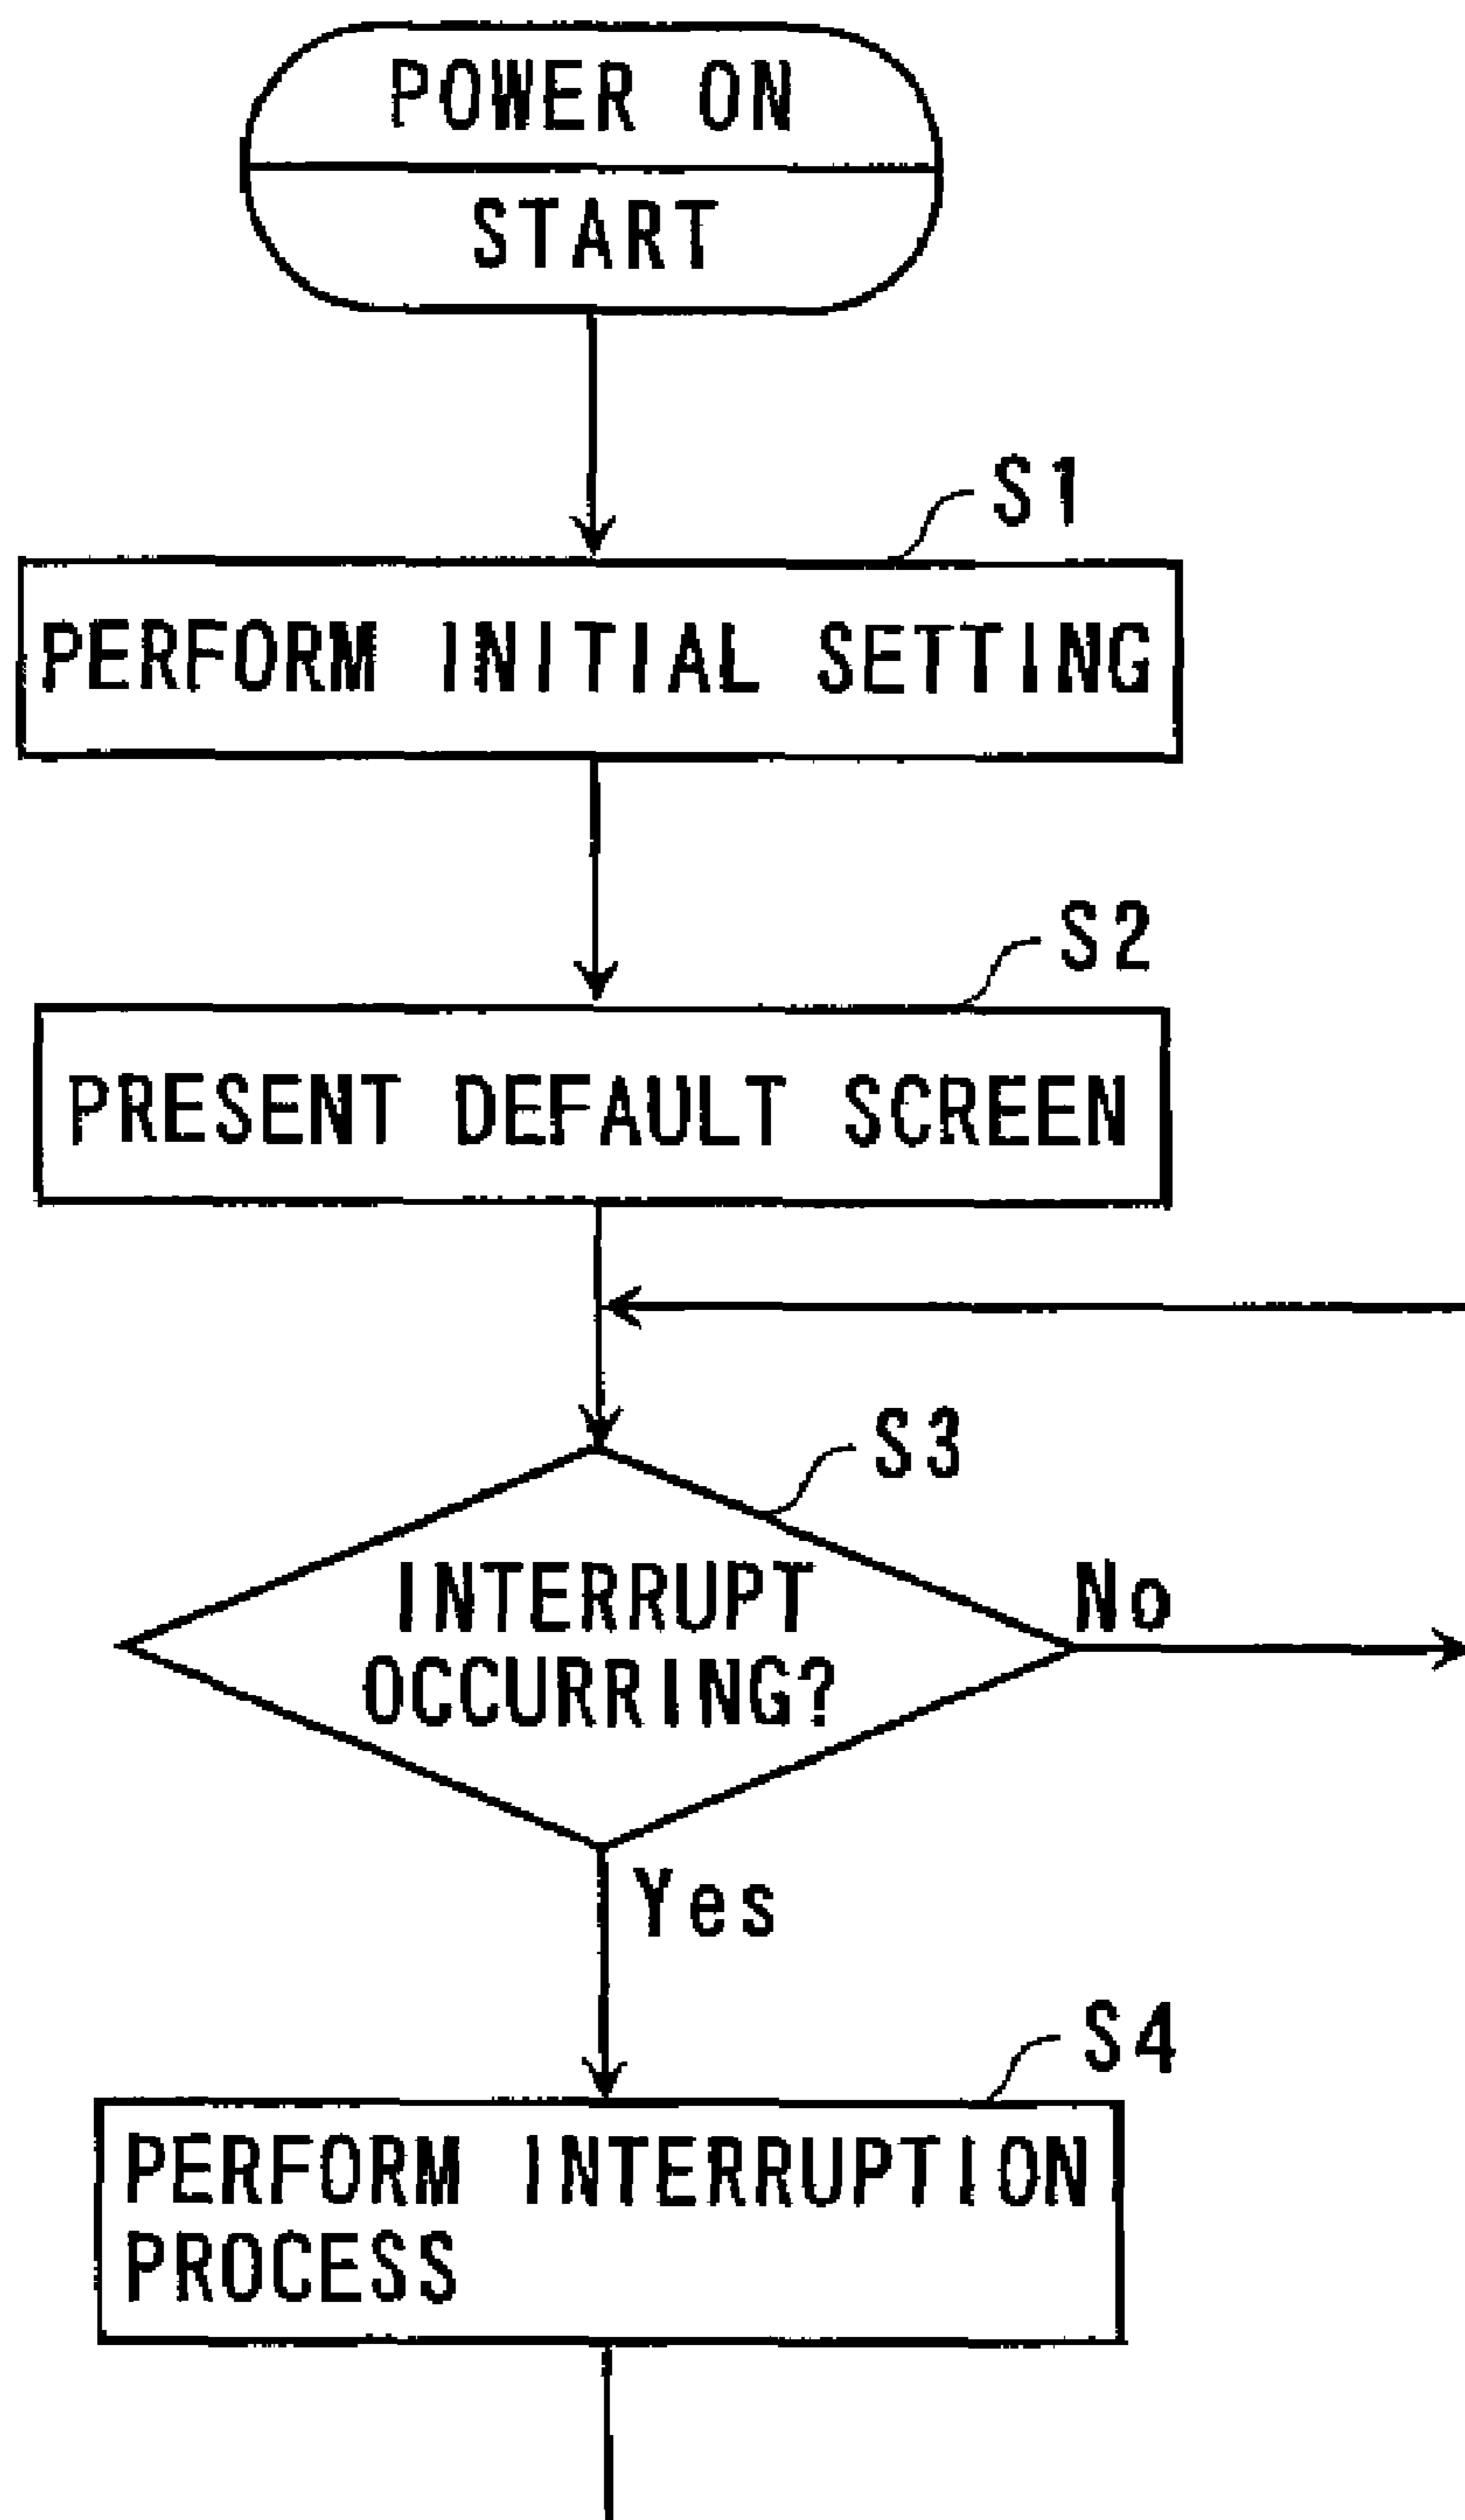 POWER ON
START
S1
PERFORM INITIAL SETTING
S2
PRESENT DEFAULT SCREEN
S3
INTERRUPT
OCCURRING?
No
Yes
S4
PERFORM INTERRUPTION
PROCESS